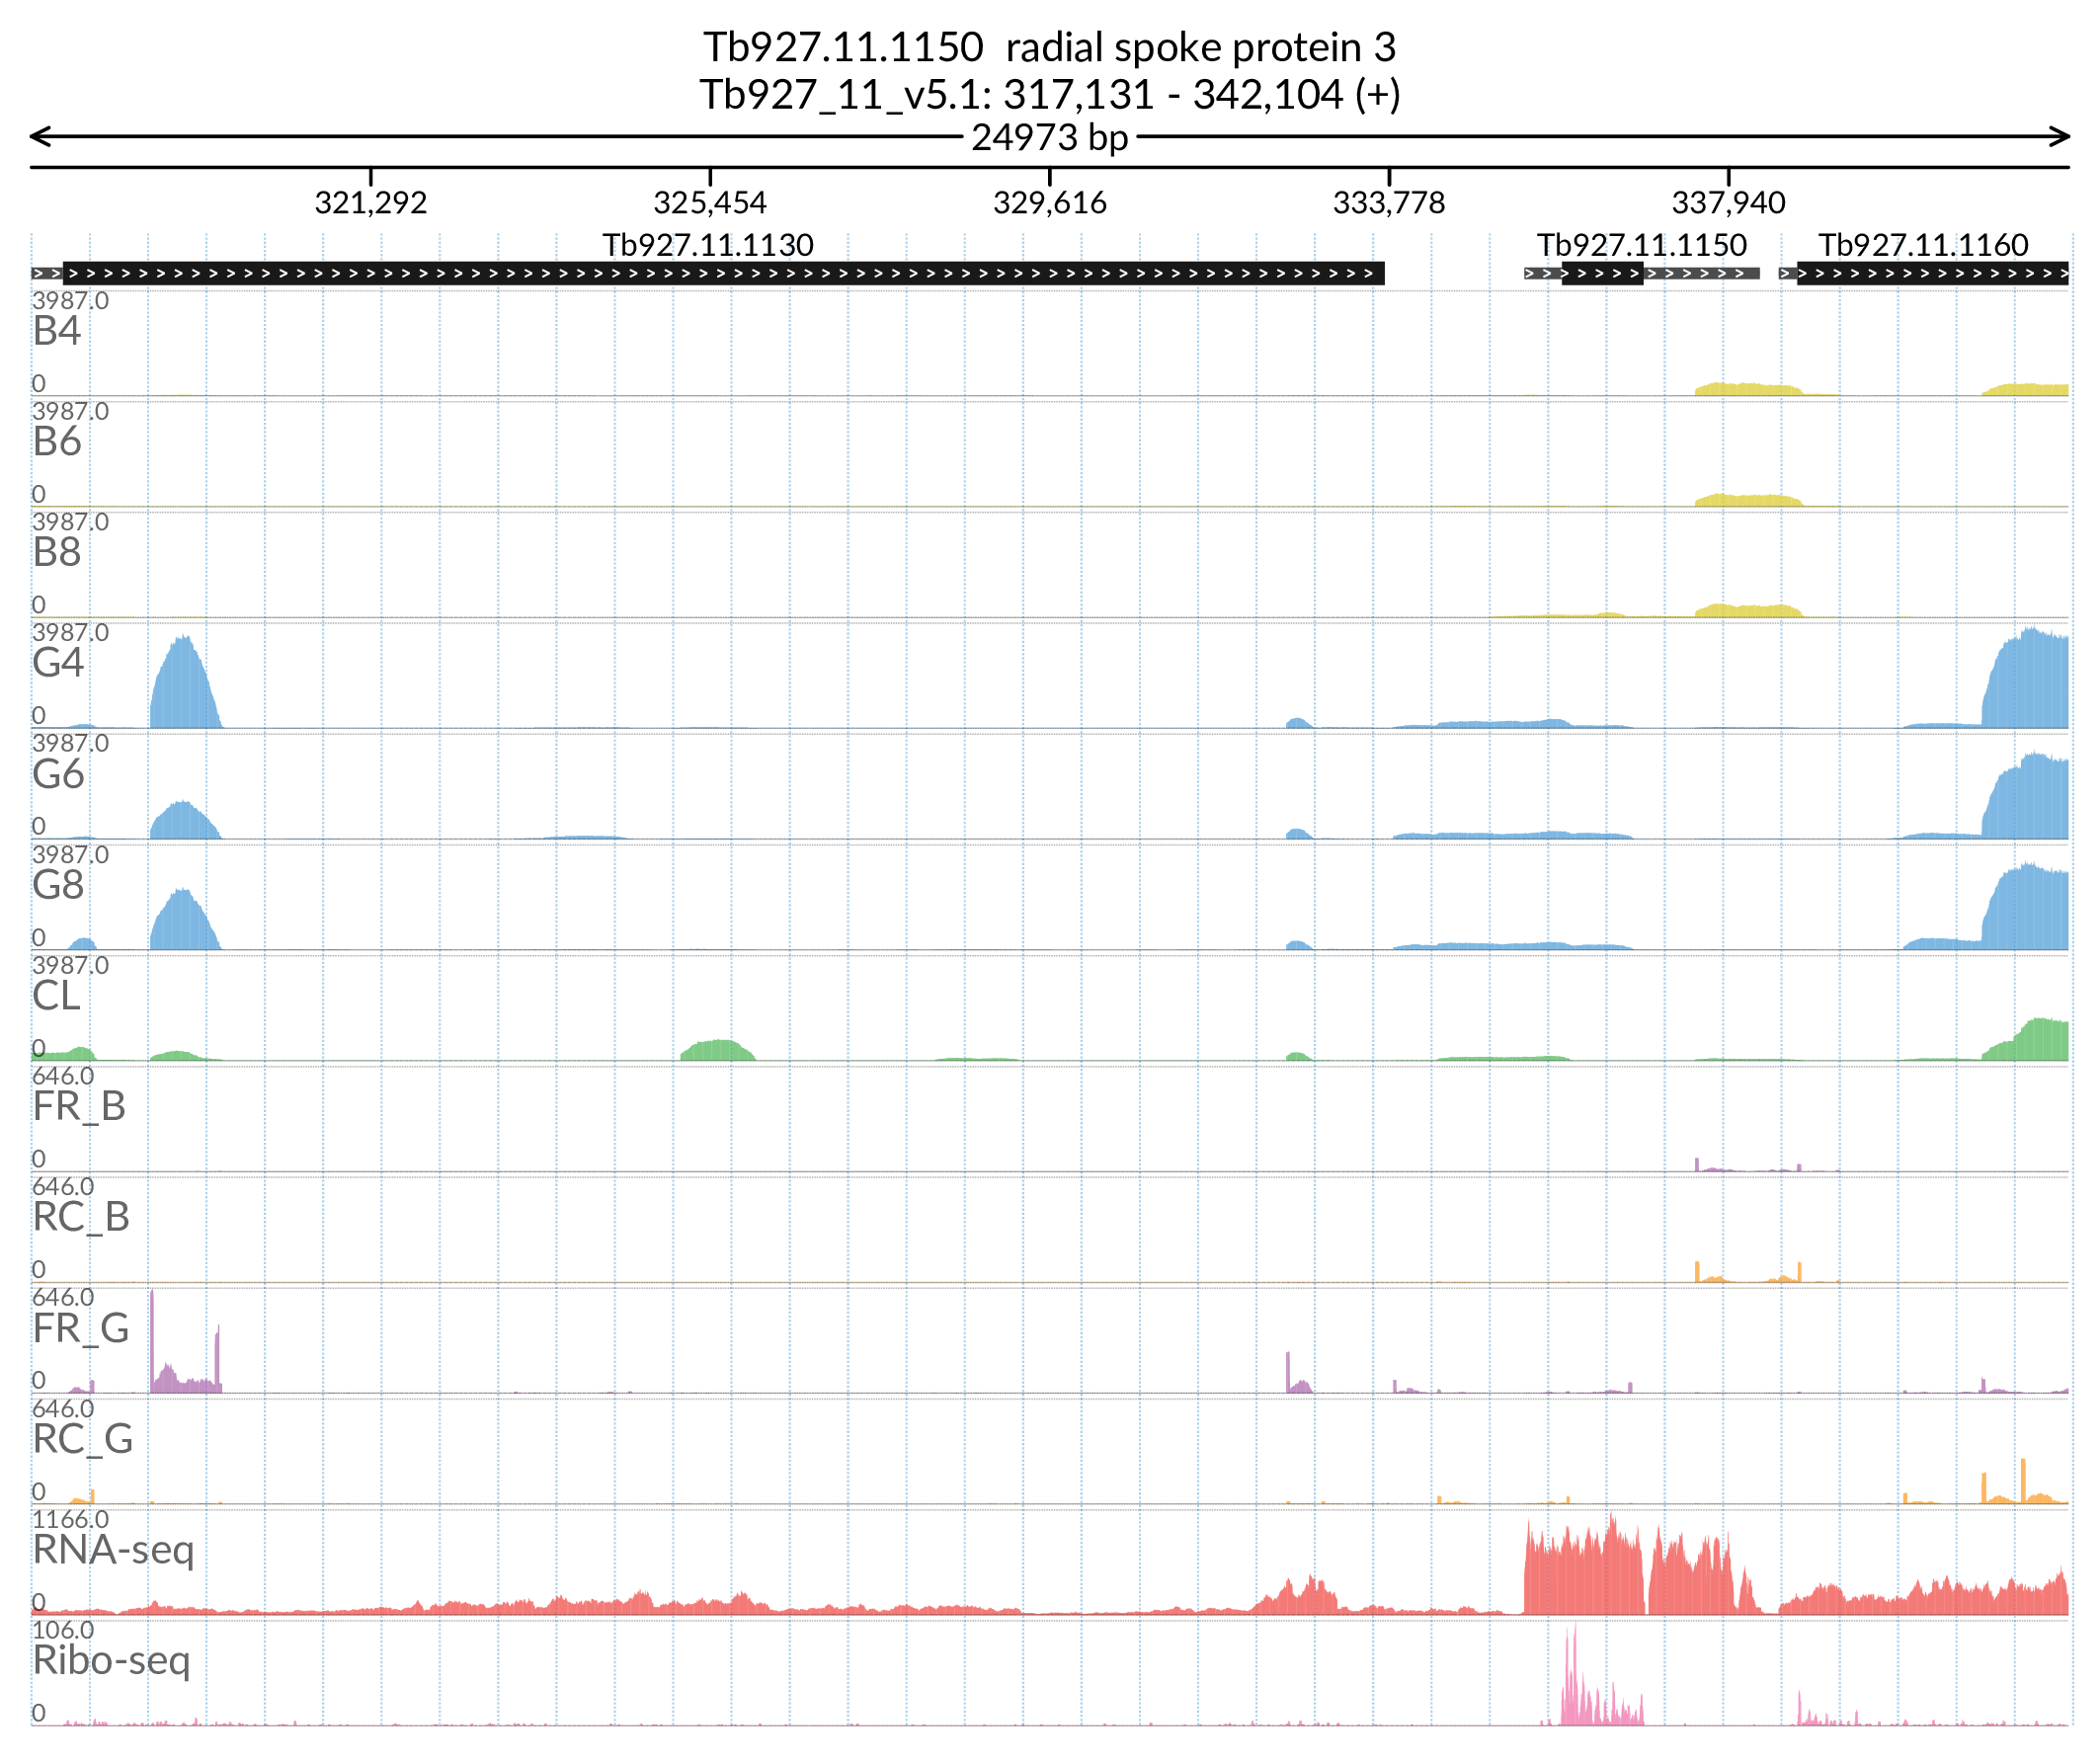 Tb927.11.1150 radial spoke protein 3
Tb927_11_v5.1: 317,131 - 342,104 (+)
24973 bp
321,292 325,454 329,616 333,778 337,940
Tb927.11.1130 Tb927.11.1150 Tb927.11.1160
3987.0
B4
0
3987.0
B6
0
3987.0
B8
0
3987.0
G4
0
3987.0
G6
0
3987.0
G8
0
3987.0
CL
0
646.0
FR_B
0
646.0
RC_B
0
646.0
FR_G
0
646.0
RC_G
0
1166.0
RNA-seq
0
106.0
Ribo-seq
0